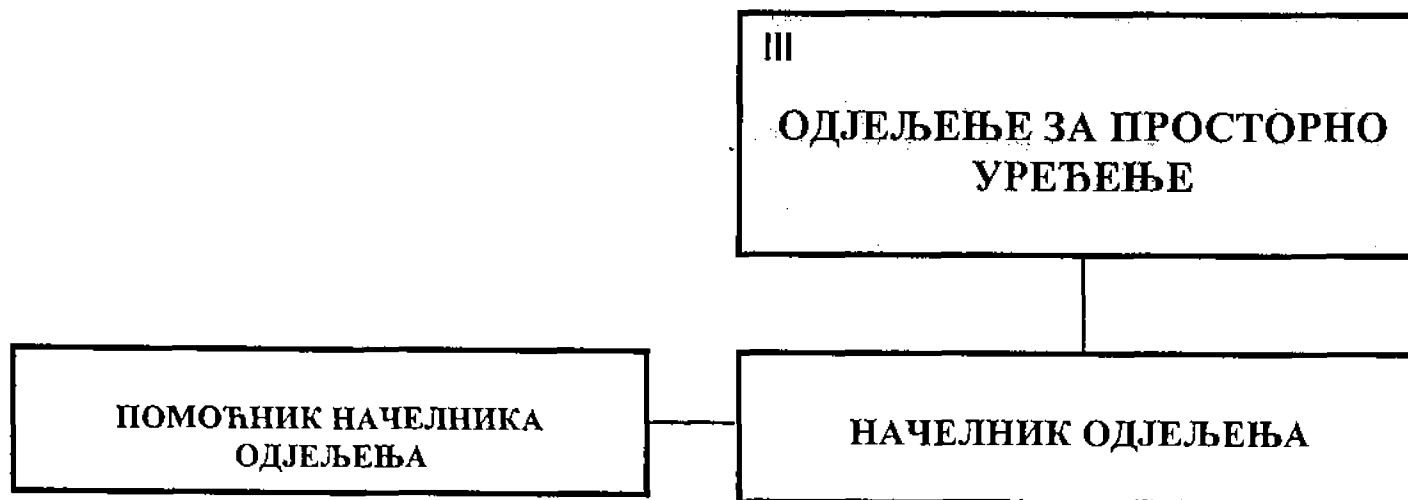 III
ОДЈЕЉЕЊЕ ЗА ПРОСТОРНО
УРЕЂЕЊЕ
ПОМОЋНИК НАЧЕЛНИКА
ОДЈЕЉЕЊА
НАЧЕЛНИК ОДЈЕЉЕЊА